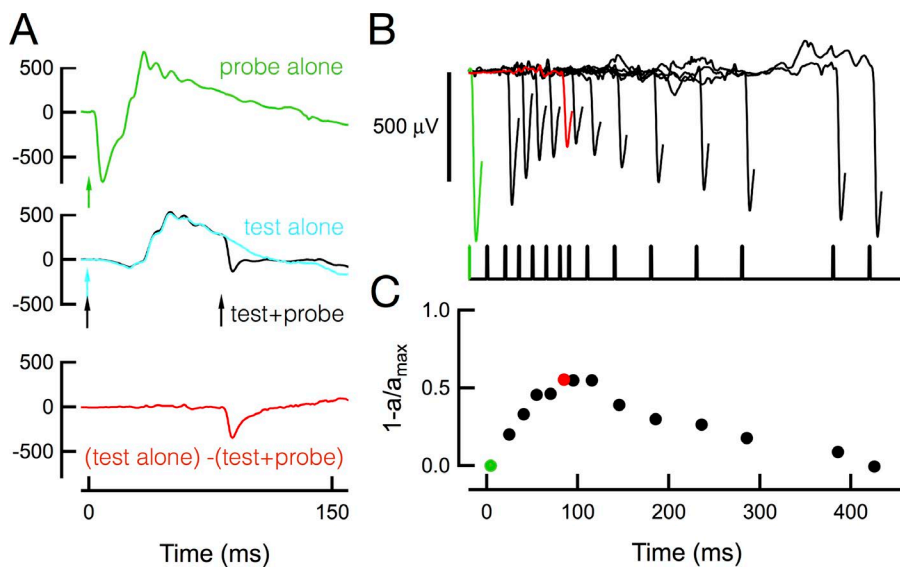 A
500
0
-500
probe alone
500
0
-500
test alone
test+probe
500
0
-500
(test alone) -(test+probe)
0
150
Time (ms)
B
500 µV
C
1.0
0.5
0.0
1-a/amax
0
100
200
300
400
Time (ms)